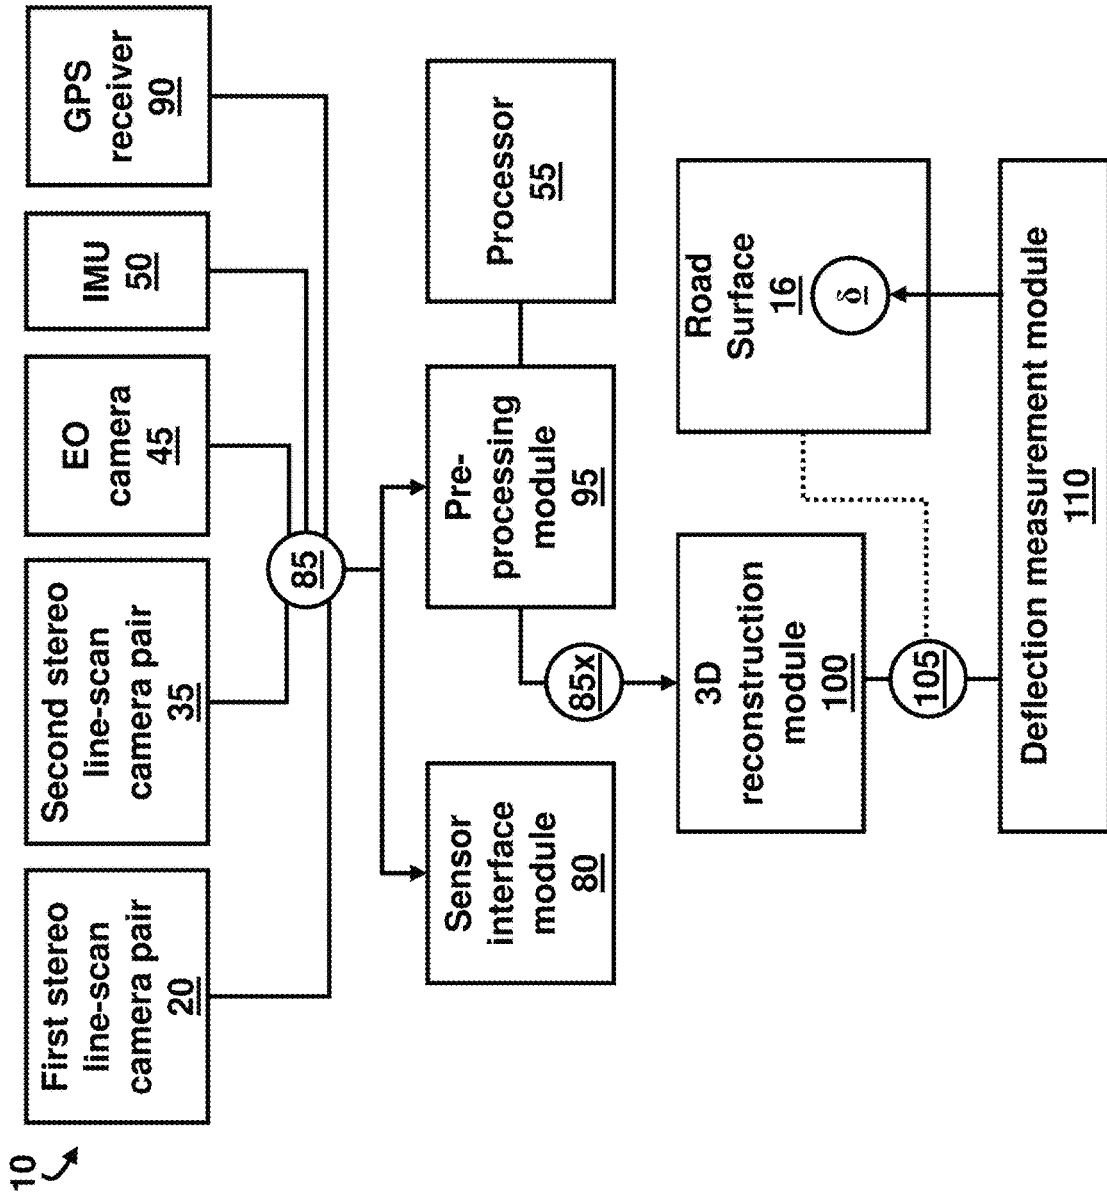 10
First stereo
line-scan
camera pair
20
Second stereo
line-scan
camera pair
35
EO
camera
45
IMU
50
GPS
receiver
90
85
Sensor
interface
module
80
Pre-
processing
module
95
Processor
55
85x
3D
reconstruction
module
100
Road
Surface
16
δ
105
Deflection measurement module
110